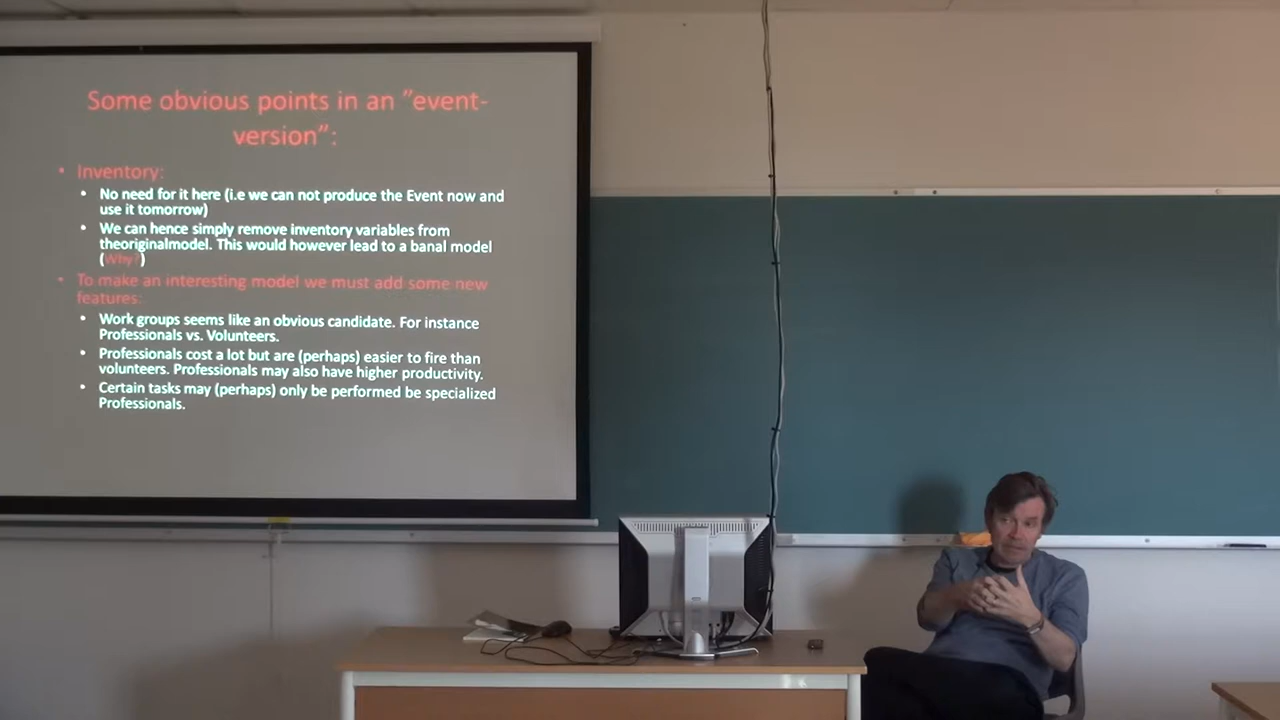 Some obvious points in an ”event-
version”:
• Inventory:
• No need for it here (i.e we can not produce the Event now and
use it tomorrow)
• We can hence simply remove inventory variables from
theoriginalmodel. This would however lead to a banal model
(Why?)
• To make an interesting model we must add some new
features:
• Work groups seems like an obvious candidate. For instance
Professionals vs. Volunteers.
• Professionals cost a lot but are (perhaps) easier to fire than
volunteers. Professionals may also have higher productivity.
• Certain tasks may (perhaps) only be performed be specialized
Professionals.